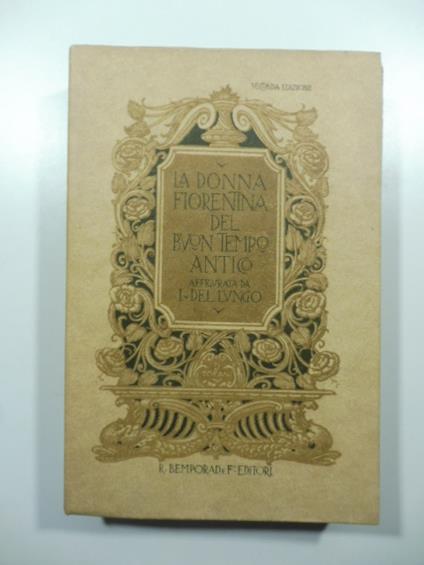 SECONDA EDIZIONE
LA DONNA
FIORENTINA
DEL
BVON TEMPO
ANTICO
AFFIGVRATA DA
I. DEL LVNGO
R. BEMPORAD & F. EDITORI